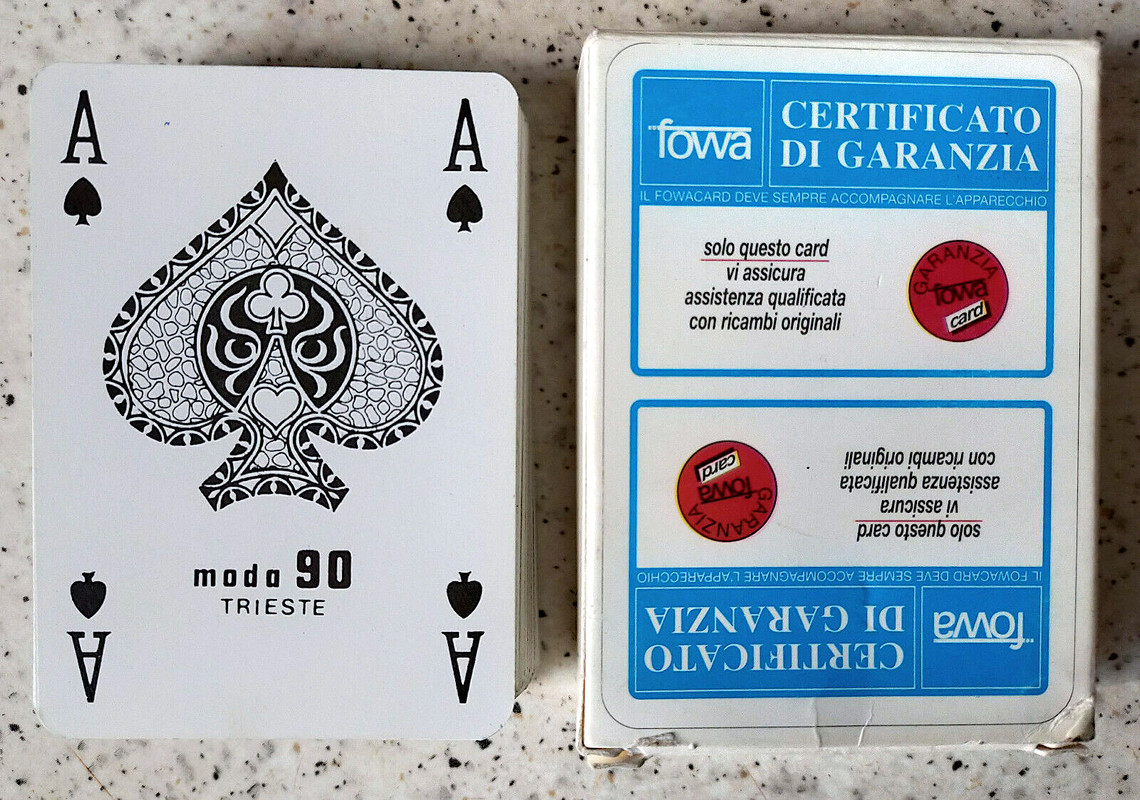 A
A
moda 90
TRIESTE
A
A
fowa
CERTIFICATO
DI GARANZIA
IL FOWACARD DEVE SEMPRE ACCOMPAGNARE L'APPARECCHIO
solo questo card
vi assicura
assistenza qualificata
con ricambi originali
GARANZIA
fowa
card
solo questo card
vi assicura
assistenza qualificata
con ricambi originali
GARANZIA
fowa
card
IL FOWACARD DEVE SEMPRE ACCOMPAGNARE L'APPARECCHIO
fowa
CERTIFICATO
DI GARANZIA